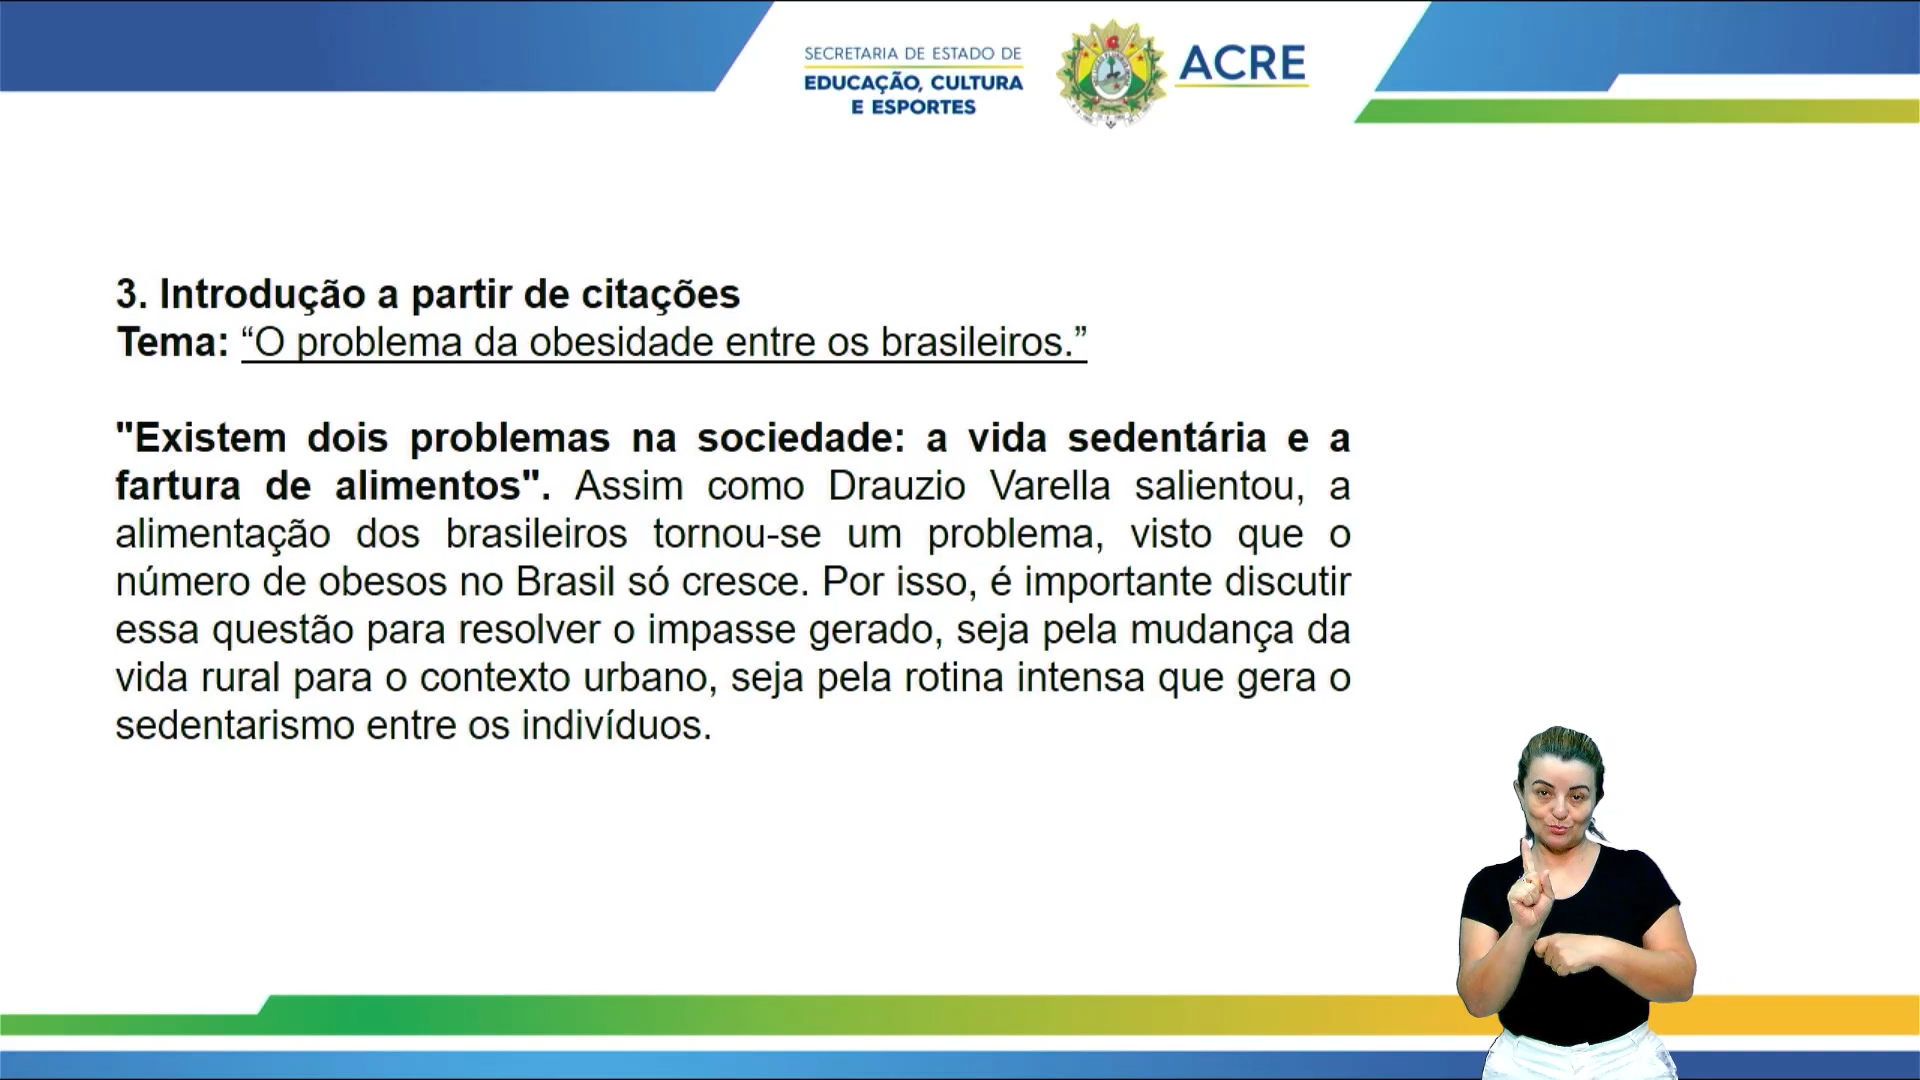 SECRETARIA DE ESTADO DE
EDUCAÇÃO, CULTURA
E ESPORTES
ACRE
3. Introdução a partir de citações
Tema: “O problema da obesidade entre os brasileiros.”
"Existem dois problemas na sociedade: a vida sedentária e a
fartura de alimentos". Assim como Drauzio Varella salientou, a
alimentação dos brasileiros tornou-se um problema, visto que o
número de obesos no Brasil só cresce. Por isso, é importante discutir
essa questão para resolver o impasse gerado, seja pela mudança da
vida rural para o contexto urbano, seja pela rotina intensa que gera o
sedentarismo entre os indivíduos.